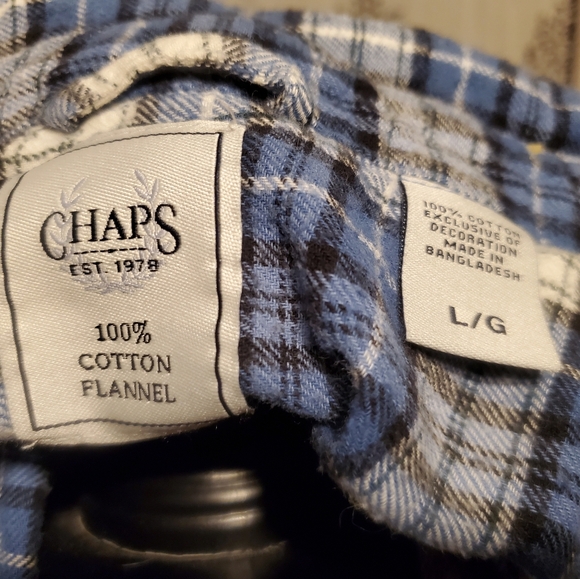 CHAPS
EST. 1978
100%
COTTON
FLANNEL
100% COTTON
EXCLUSIVE OF
DECORATION
MADE IN
BANGLADESH
L/G